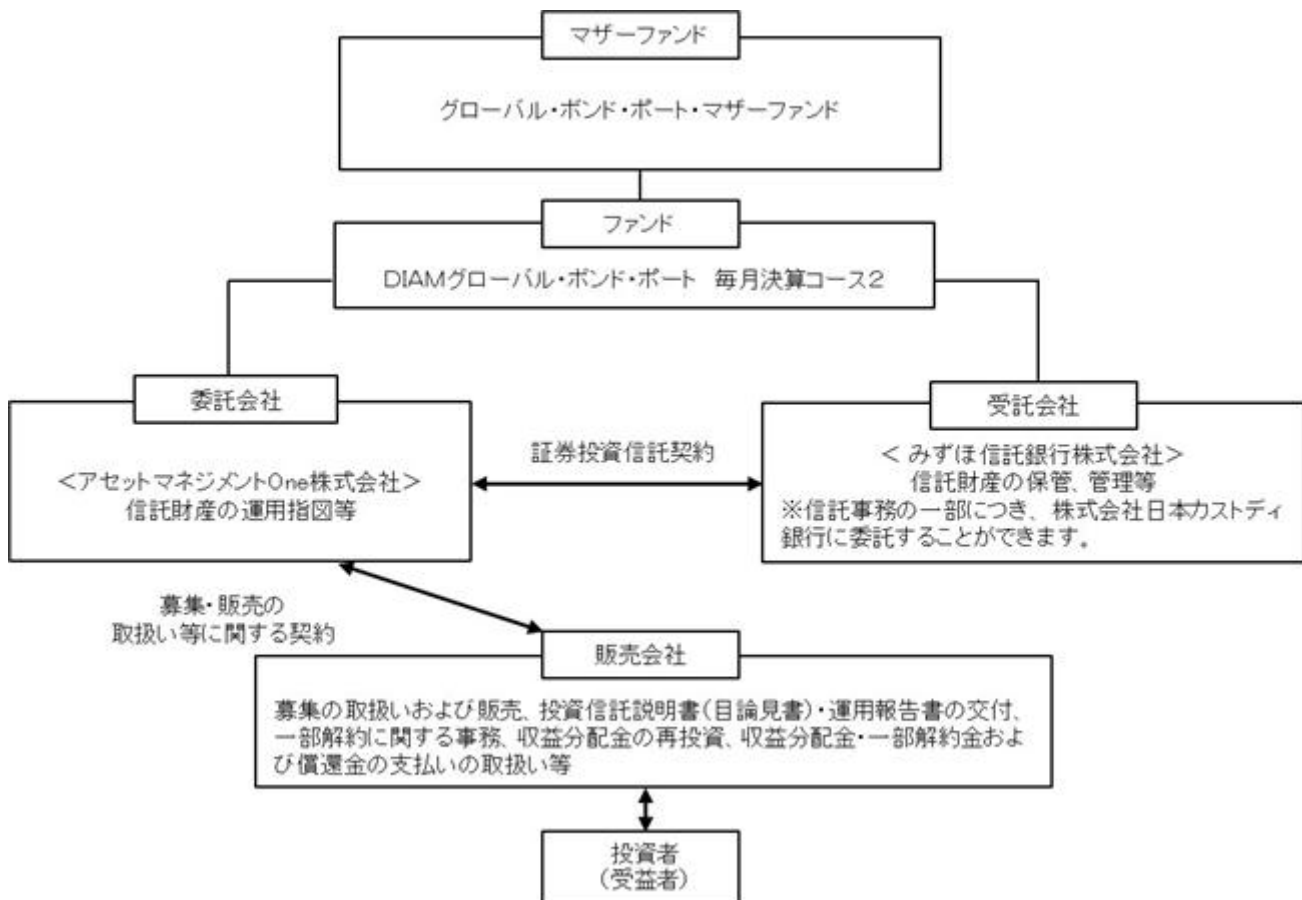 マザーファンド
グローバル・ボンド・ポート・マザーファンド
ファンド
DIAMグローバル・ボンド・ポート 毎月決算コース2
委託会社
<アセットマネジメントOne株式会社>
信託財産の運用指図等
証券投資信託契約
受託会社
<みずほ信託銀行株式会社>
信託財産の保管、管理等
※信託事務の一部につき、株式会社日本カストディ
銀行に委託することができます。
募集・販売の
取扱い等に関する契約
販売会社
募集の取扱いおよび販売、投資信託説明書(目論見書)・運用報告書の交付、
一部解約に関する事務、収益分配金の再投資、収益分配金・一部解約金およ
び償還金の支払いの取扱い等
投資者
(受益者)